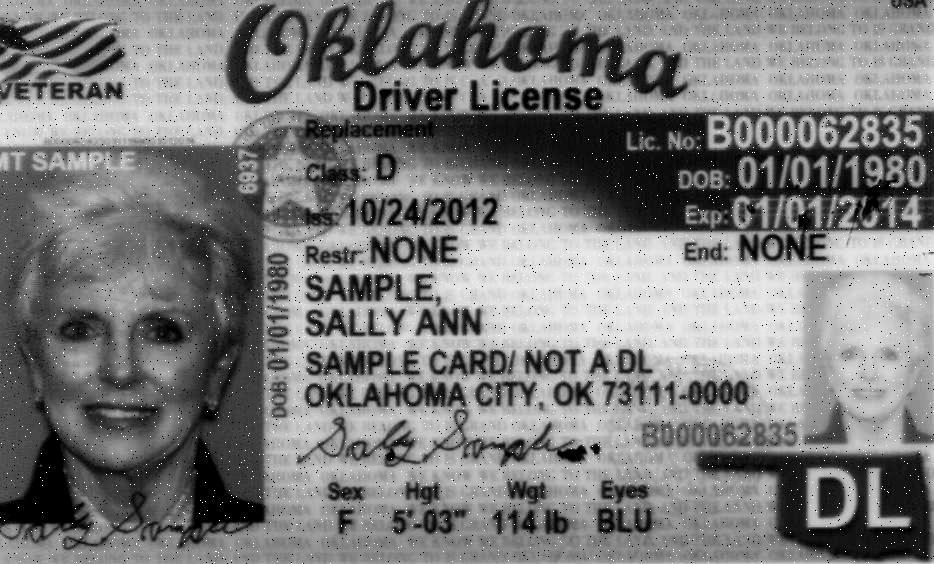 USA
Oklahoma
VETERAN
Driver License
Replacement
Lic. No: B000062835
MT SAMPLE
6937
Class: D
DOB: 01/01/1980
Iss: 10/24/2012
Exp: 01/01/2014
Restr: NONE
End: NONE
DOB: 01/01/1980
SAMPLE,
SALLY ANN
SAMPLE CARD/ NOT A DL
OKLAHOMA CITY, OK 73111-0000
Sally Sample
B000062835
Sex Hgt Wgt Eyes
F 5'-03" 114 lb BLU
DL
Sally Sample